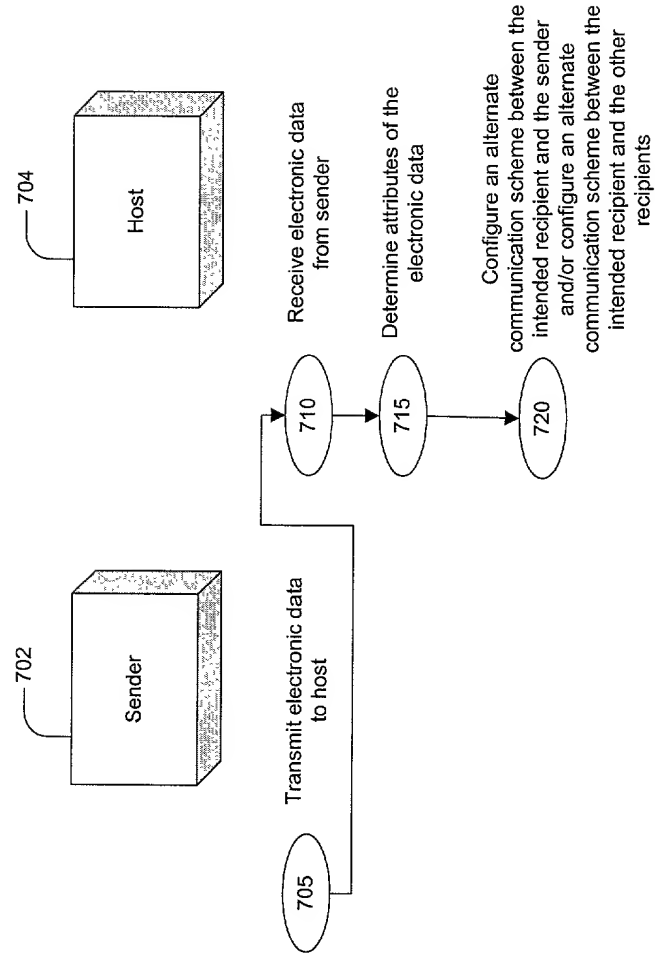 702
Sender
704
Host
705
Transmit electronic data
to host
710
Receive electronic data
from sender
715
Determine attributes of the
electronic data
720
Configure an alternate
communication scheme between the
intended recipient and the sender
and/or configure an alternate
communication scheme between the
intended recipient and the other
recipients